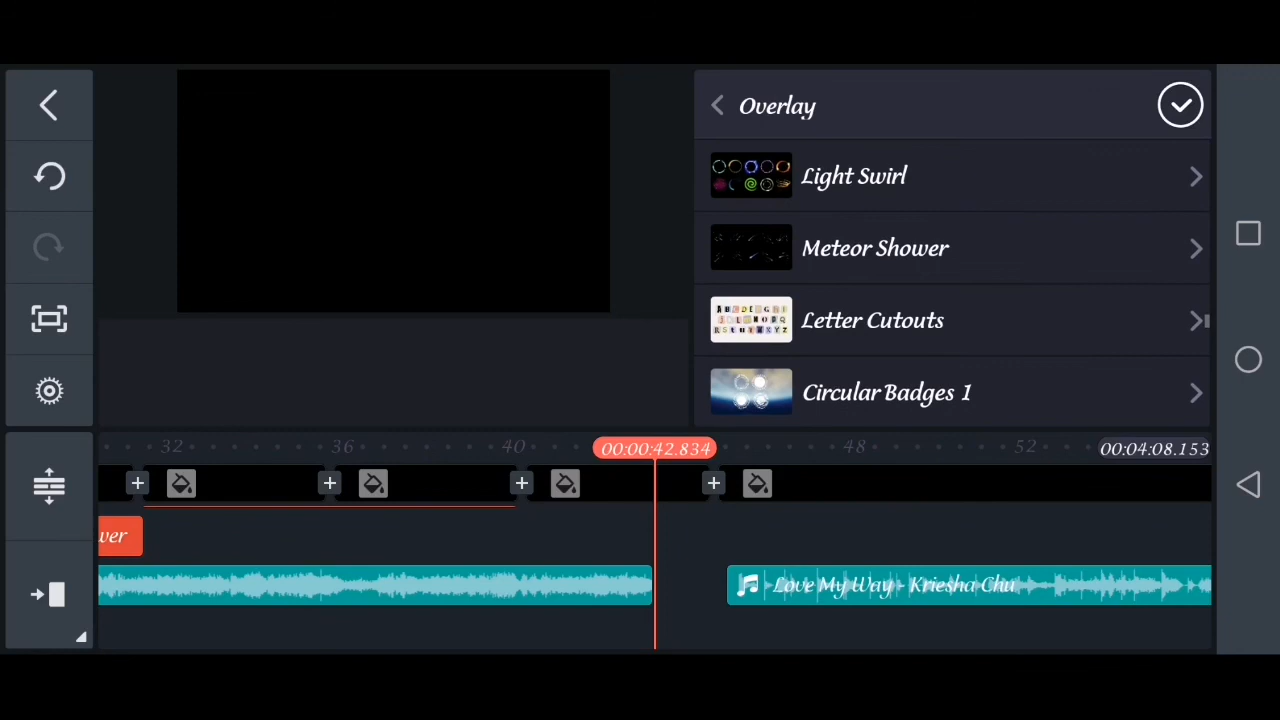 Overlay
Light Swirl
Meteor Shower
Letter Cutouts
Circular Badges 1
32 36 40 00:00:42.834 48 52 00:04:08.153
wer
Love My Way - Kriesha Chu